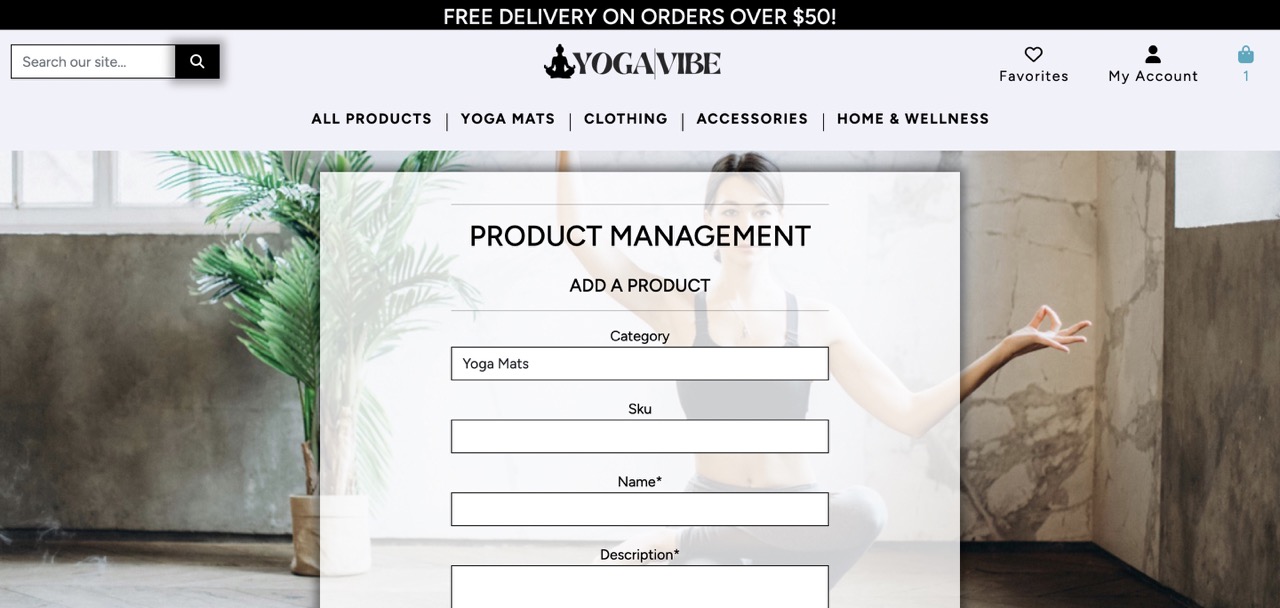 FREE DELIVERY ON ORDERS OVER $50!
Search our site...
YOGA VIBE
Favorites
My Account
1
ALL PRODUCTS
YOGA MATS
CLOTHING
ACCESSORIES
HOME & WELLNESS
PRODUCT MANAGEMENT
ADD A PRODUCT
Category
Yoga Mats
Sku
Name*
Description*